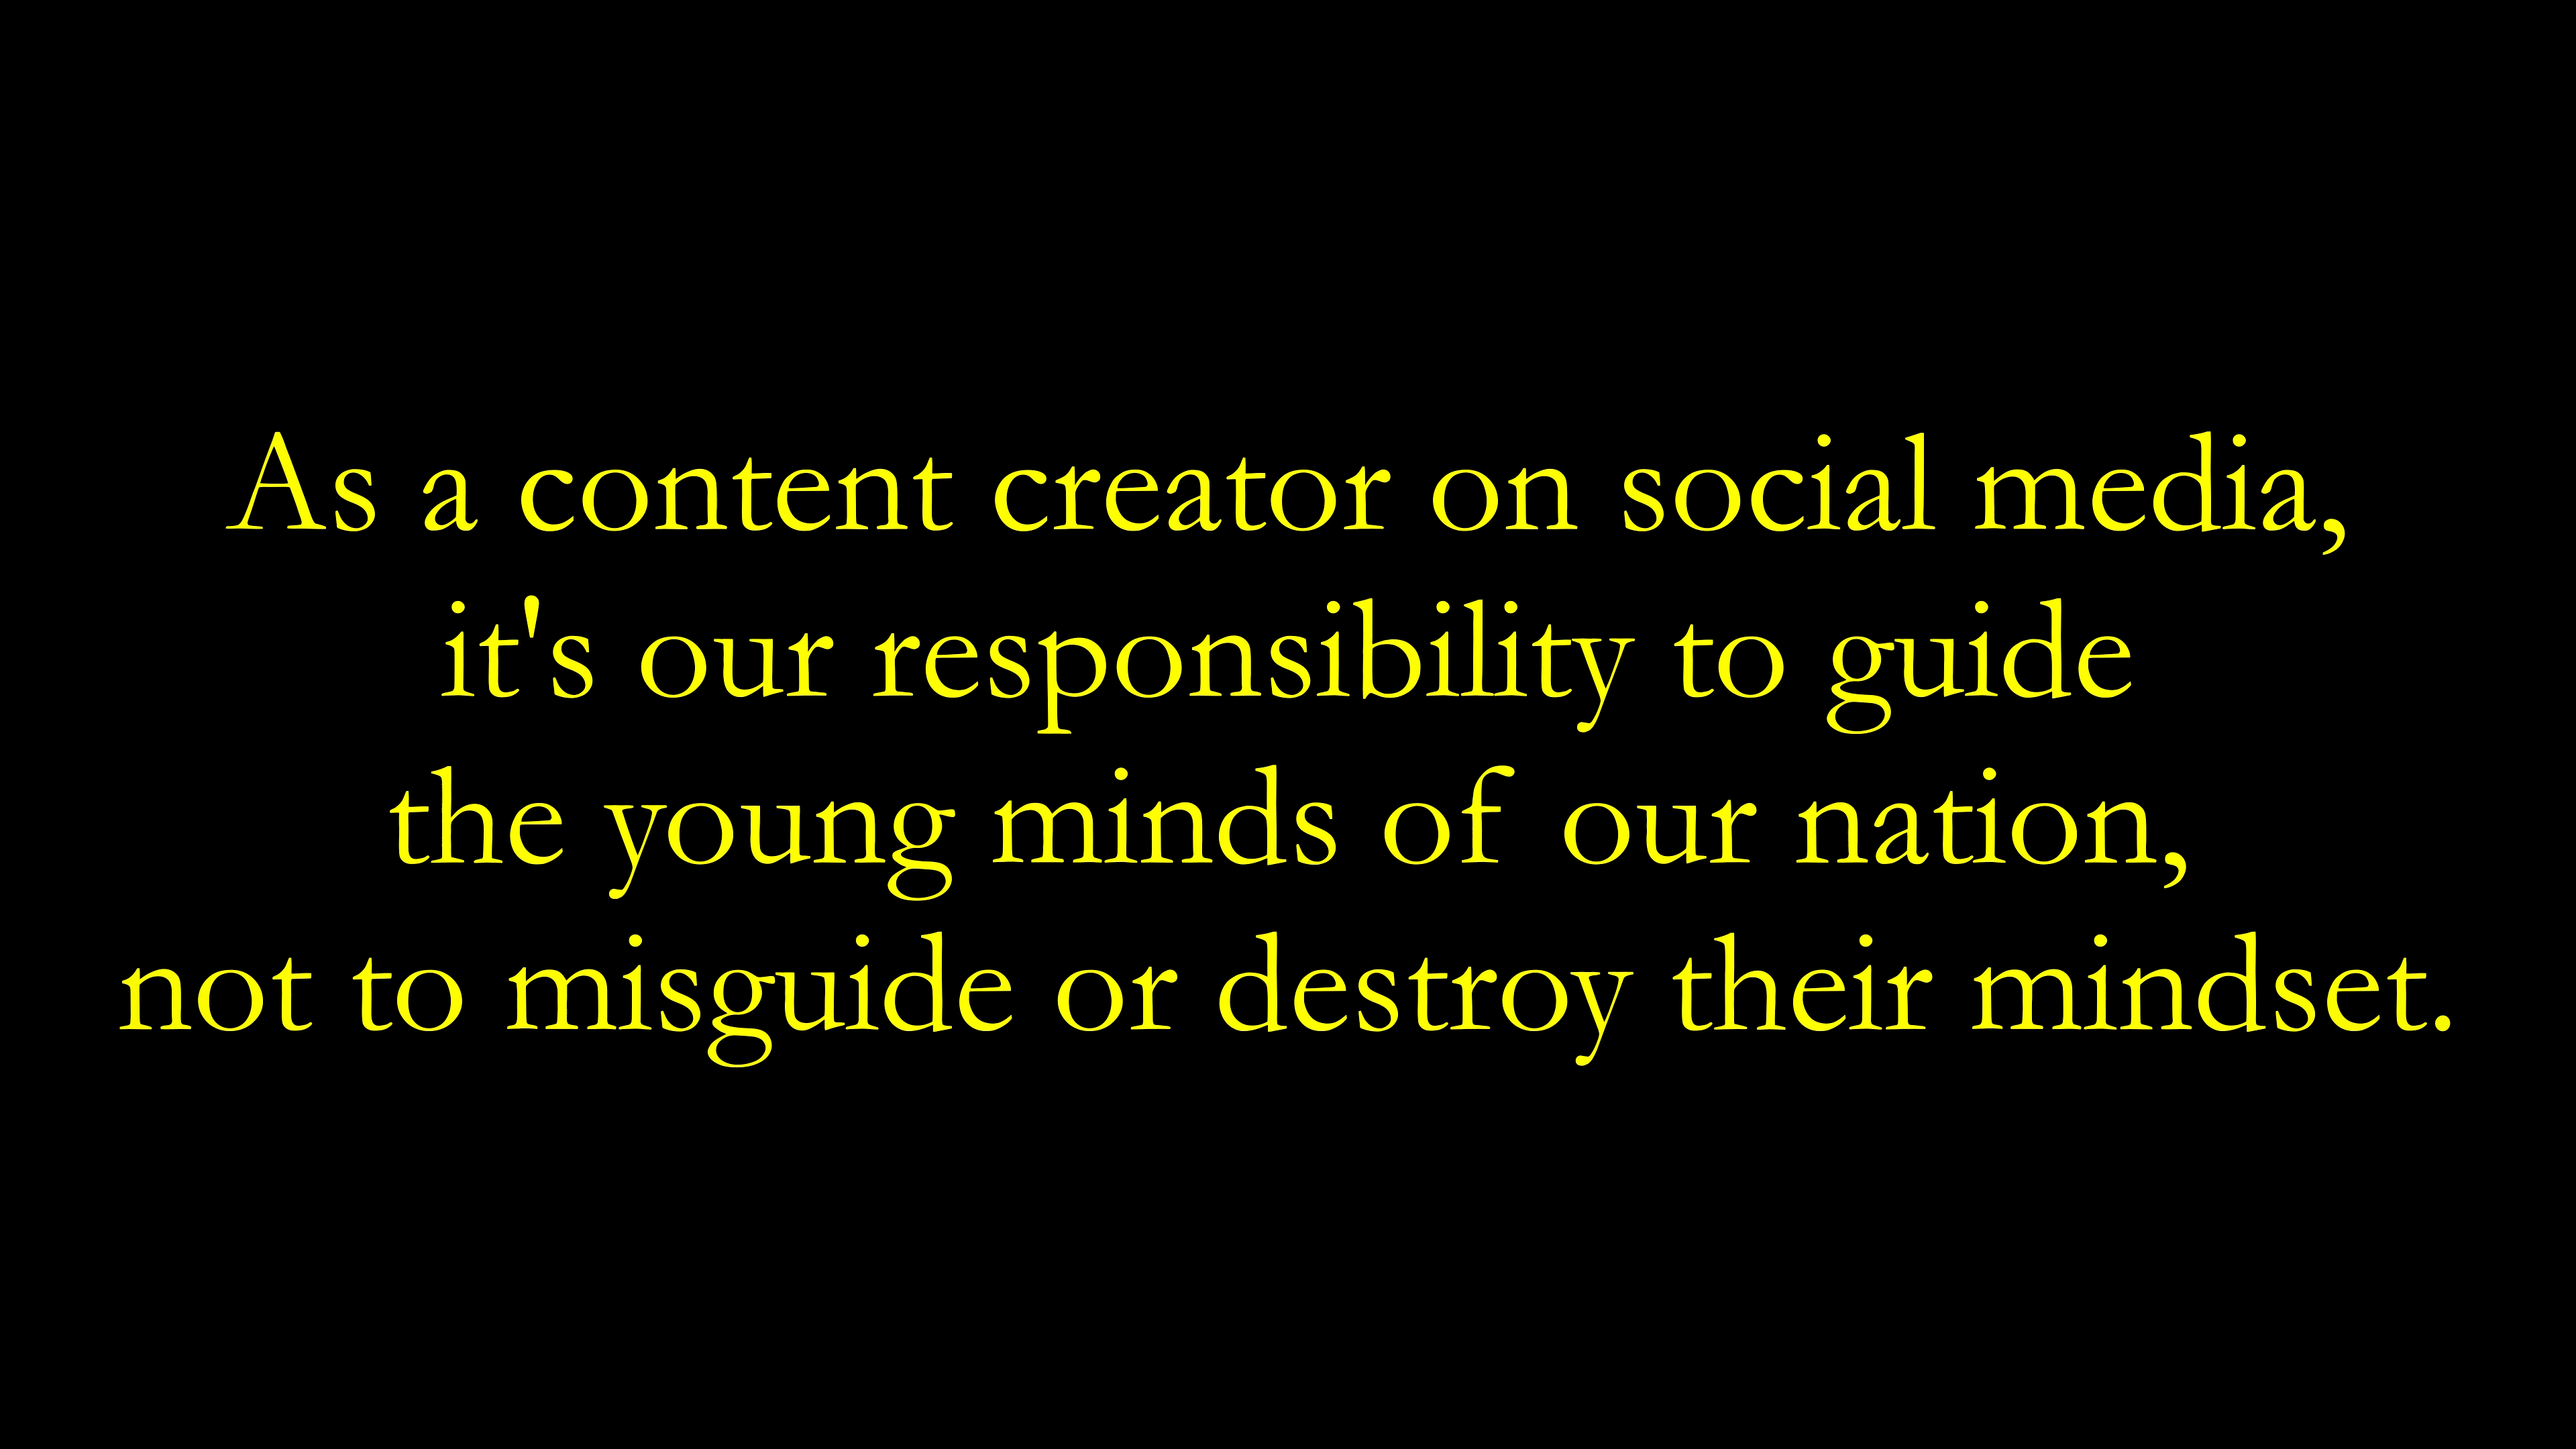 As a content creator on social media,
it's our responsibility to guide
the young minds of our nation,
not to misguide or destroy their mindset.